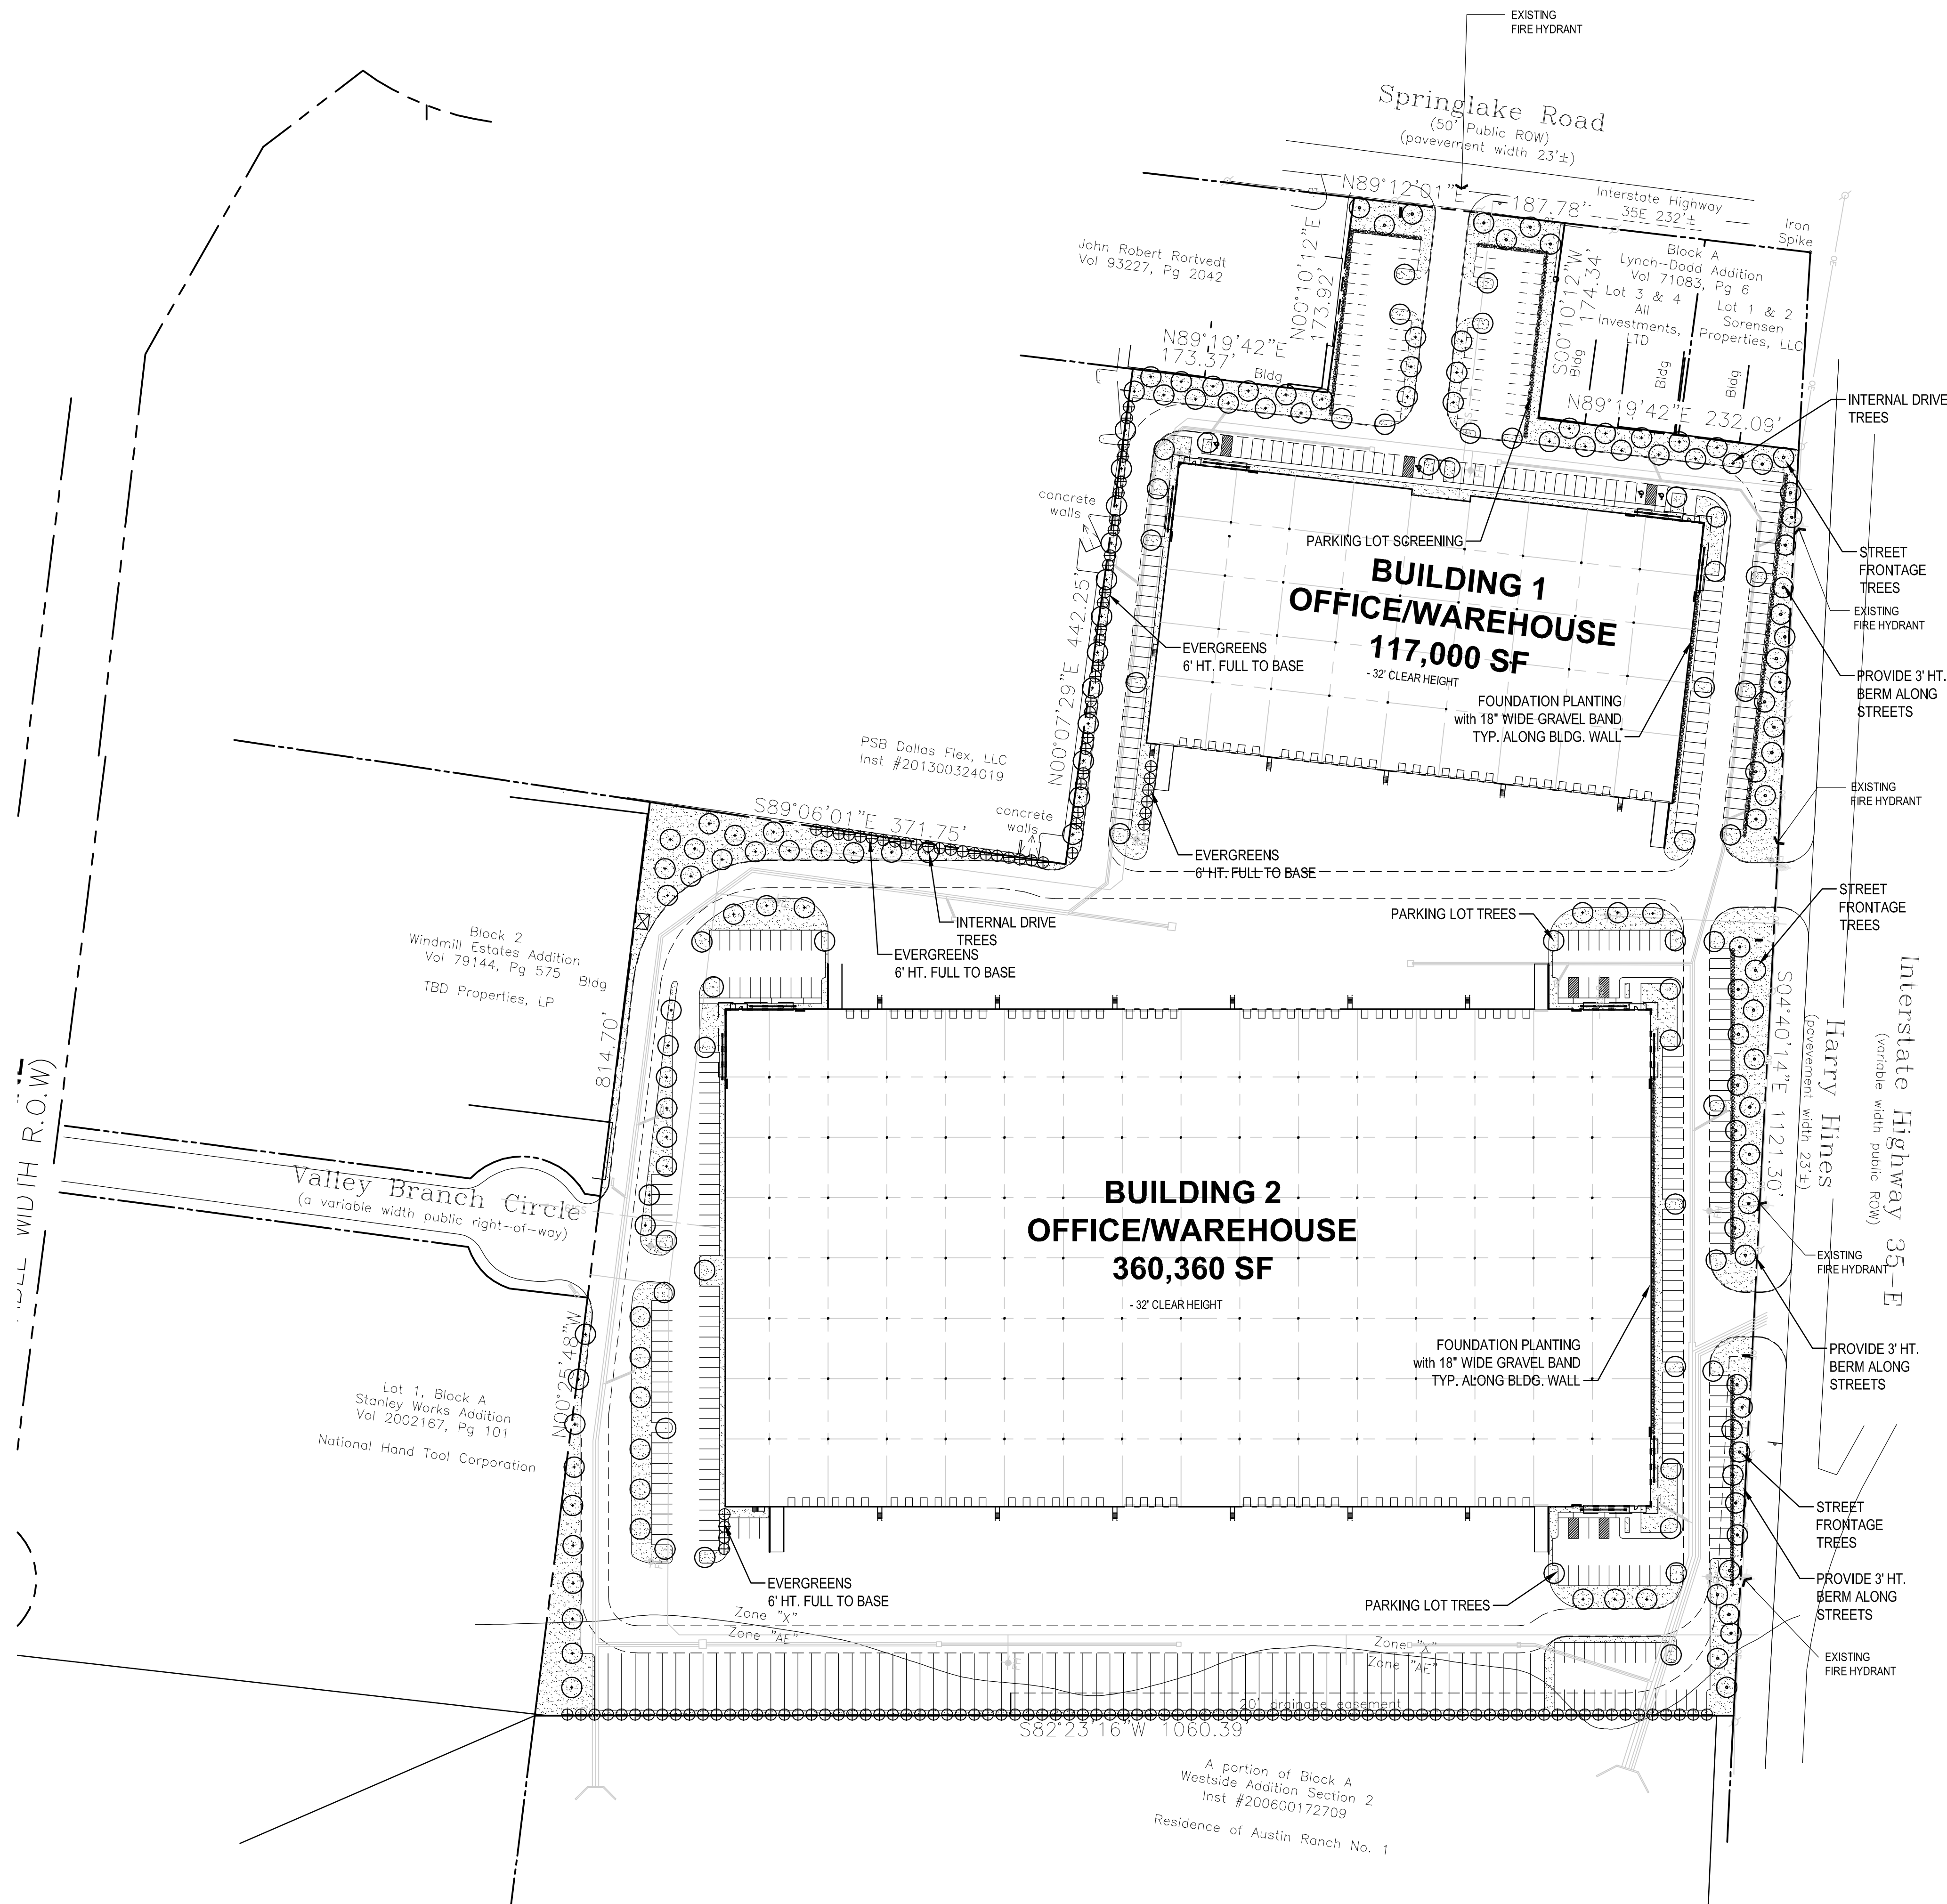 EXISTING
FIRE HYDRANT
Springlake Road
(50' Public ROW)
(pavevement width 23'±)
N89°12'01"E
187.78'
Interstate Highway
35E 232'±
Iron
Spike
John Robert Rortvedt
Vol 93227, Pg 2042
N00°10'12"E
173.92'
S00°10'12"W
174.34'
Block A
Lynch-Dodd Addition
Vol 71083, Pg 6
Lot 3 & 4
All
Investments,
LTD
Lot 1 & 2
Sorensen
Properties, LLC
N89°19'42"E
173.37'
Bldg
Bldg
Bldg
Bldg
N89°19'42"E 232.09'
INTERNAL DRIVE
TREES
concrete
walls
PARKING LOT SCREENING
STREET
FRONTAGE
TREES
BUILDING 1
OFFICE/WAREHOUSE
117,000 SF
- 32' CLEAR HEIGHT
EXISTING
FIRE HYDRANT
N00°07'29"E 442.25'
EVERGREENS
6' HT. FULL TO BASE
PROVIDE 3' HT.
BERM ALONG
STREETS
FOUNDATION PLANTING
with 18" WIDE GRAVEL BAND
TYP. ALONG BLDG. WALL
PSB Dallas Flex, LLC
Inst #201300324019
EXISTING
FIRE HYDRANT
S89°06'01"E 371.75'
concrete
walls
EVERGREENS
6' HT. FULL TO BASE
STREET
FRONTAGE
TREES
PARKING LOT TREES
INTERNAL DRIVE
TREES
EVERGREENS
6' HT. FULL TO BASE
Block 2
Windmill Estates Addition
Vol 79144, Pg 575
Bldg
TBD Properties, LP
814.70'
S04°40'14"E 1121.30'
Harry Hines
(pavevement width 23'±)
Interstate Highway 35-E
(variable width public ROW)
WIDTH R.O.W)
Valley Branch Circle
(a variable width public right-of-way)
BUILDING 2
OFFICE/WAREHOUSE
360,360 SF
- 32' CLEAR HEIGHT
EXISTING
FIRE HYDRANT
N00°25'48"W
FOUNDATION PLANTING
with 18" WIDE GRAVEL BAND
TYP. ALONG BLDG. WALL
PROVIDE 3' HT.
BERM ALONG
STREETS
Lot 1, Block A
Stanley Works Addition
Vol 2002167, Pg 101
National Hand Tool Corporation
STREET
FRONTAGE
TREES
EVERGREENS
6' HT. FULL TO BASE
PROVIDE 3' HT.
BERM ALONG
STREETS
PARKING LOT TREES
Zone "X"
Zone "AE"
Zone "X"
Zone "AE"
EXISTING
FIRE HYDRANT
20' drainage easement
S82°23'16"W 1060.39'
A portion of Block A
Westside Addition Section 2
Inst #200600172709
Residence of Austin Ranch No. 1